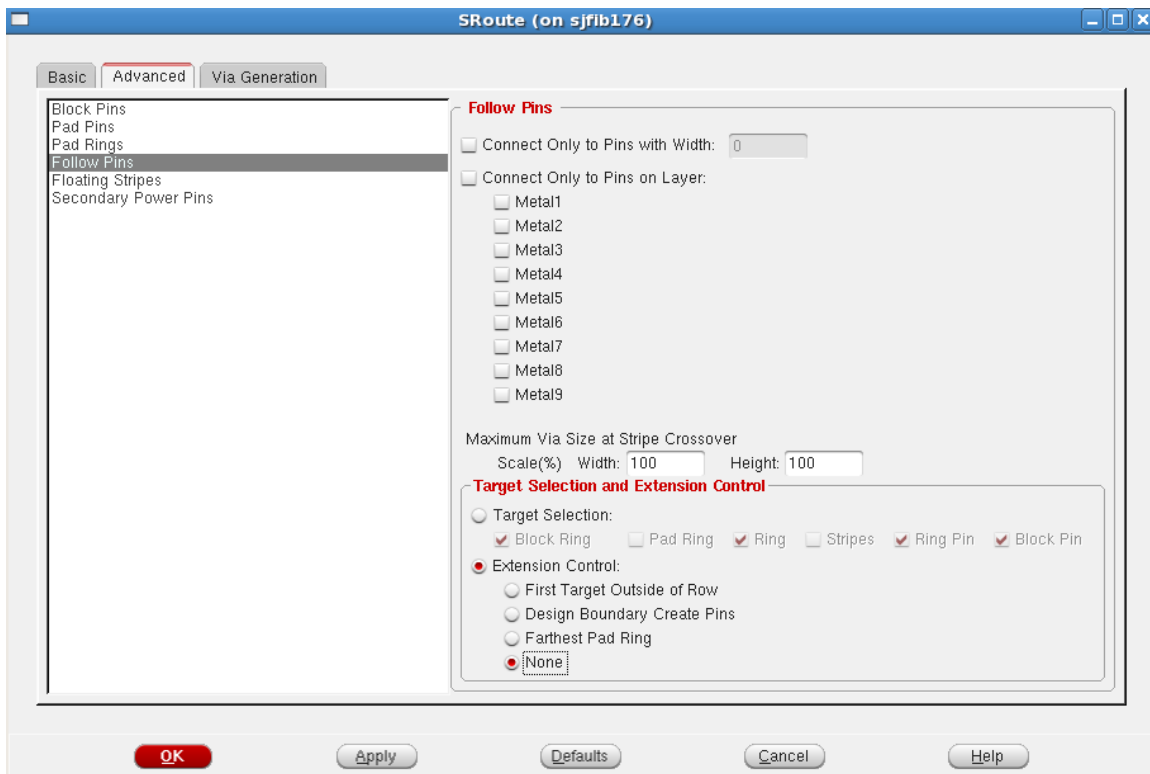 SRoute (on sjfib176)
Basic Advanced Via Generation
Block Pins
Pad Pins
Pad Rings
Follow Pins
Floating Stripes
Secondary Power Pins
Follow Pins
Connect Only to Pins with Width: 0
Connect Only to Pins on Layer:
Metal1
Metal2
Metal3
Metal4
Metal5
Metal6
Metal7
Metal8
Metal9
Maximum Via Size at Stripe Crossover
Scale(%) Width: 100 Height: 100
Target Selection and Extension Control
Target Selection:
Block Ring Pad Ring Ring Stripes Ring Pin Block Pin
Extension Control:
First Target Outside of Row
Design Boundary Create Pins
Farthest Pad Ring
None
OK Apply Defaults Cancel Help